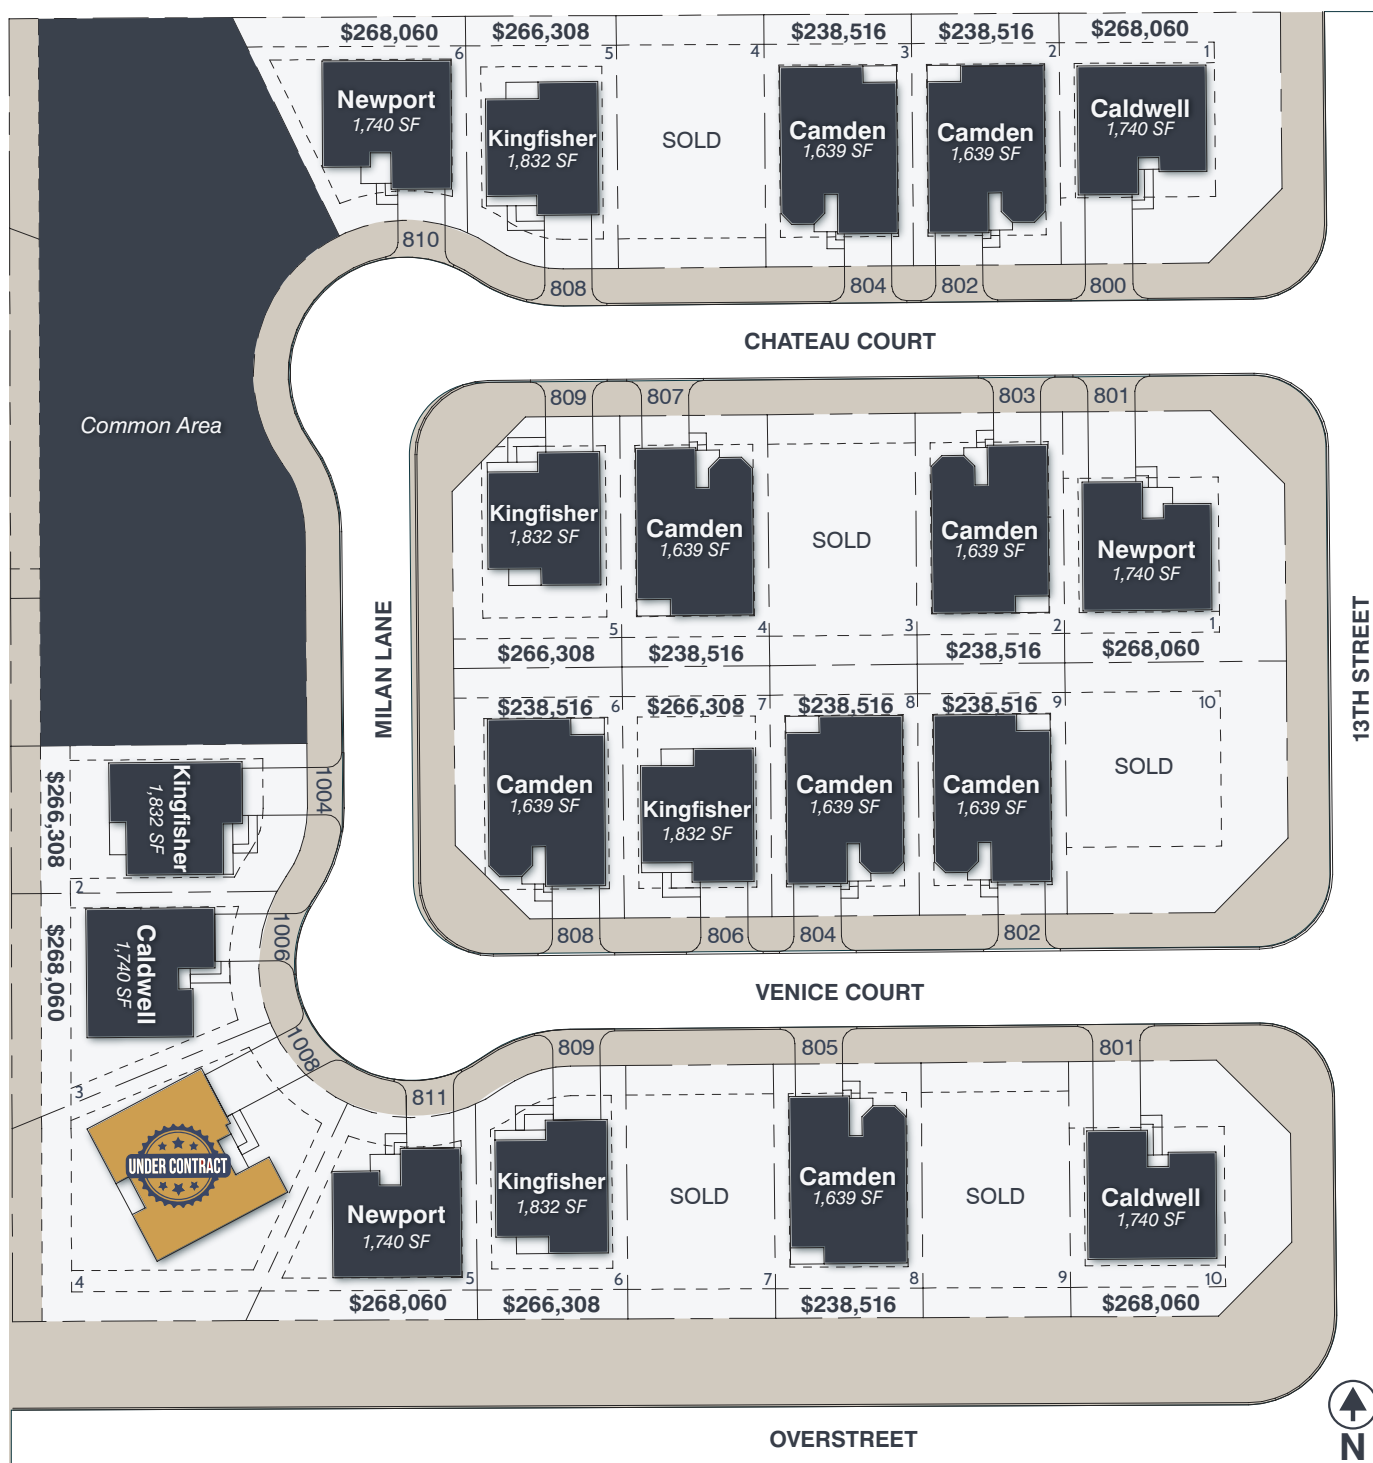 $268,060
$266,308
$238,516
$238,516
$268,060
6
5
4
3
2
1
Newport
1,740 SF
Kingfisher
1,832 SF
SOLD
Camden
1,639 SF
Camden
1,639 SF
Caldwell
1,740 SF
810
808
804
802
800
CHATEAU COURT
Common Area
809
807
803
801
Kingfisher
1,832 SF
Camden
1,639 SF
SOLD
Camden
1,639 SF
Newport
1,740 SF
5
4
3
2
1
$266,308
$238,516
$238,516
$268,060
MILAN LANE
13TH STREET
$238,516
$266,308
$238,516
$238,516
6
7
8
9
10
Camden
1,639 SF
Kingfisher
1,832 SF
Camden
1,639 SF
Camden
1,639 SF
SOLD
808
806
804
802
VENICE COURT
$266,308
Kingfisher
1,832 SF
1004
2
$268,060
Caldwell
1,740 SF
1006
3
1008
UNDER CONTRACT
4
811
809
805
801
Newport
1,740 SF
Kingfisher
1,832 SF
SOLD
Camden
1,639 SF
SOLD
Caldwell
1,740 SF
5
6
7
8
9
10
$268,060
$266,308
$238,516
$268,060
OVERSTREET
N